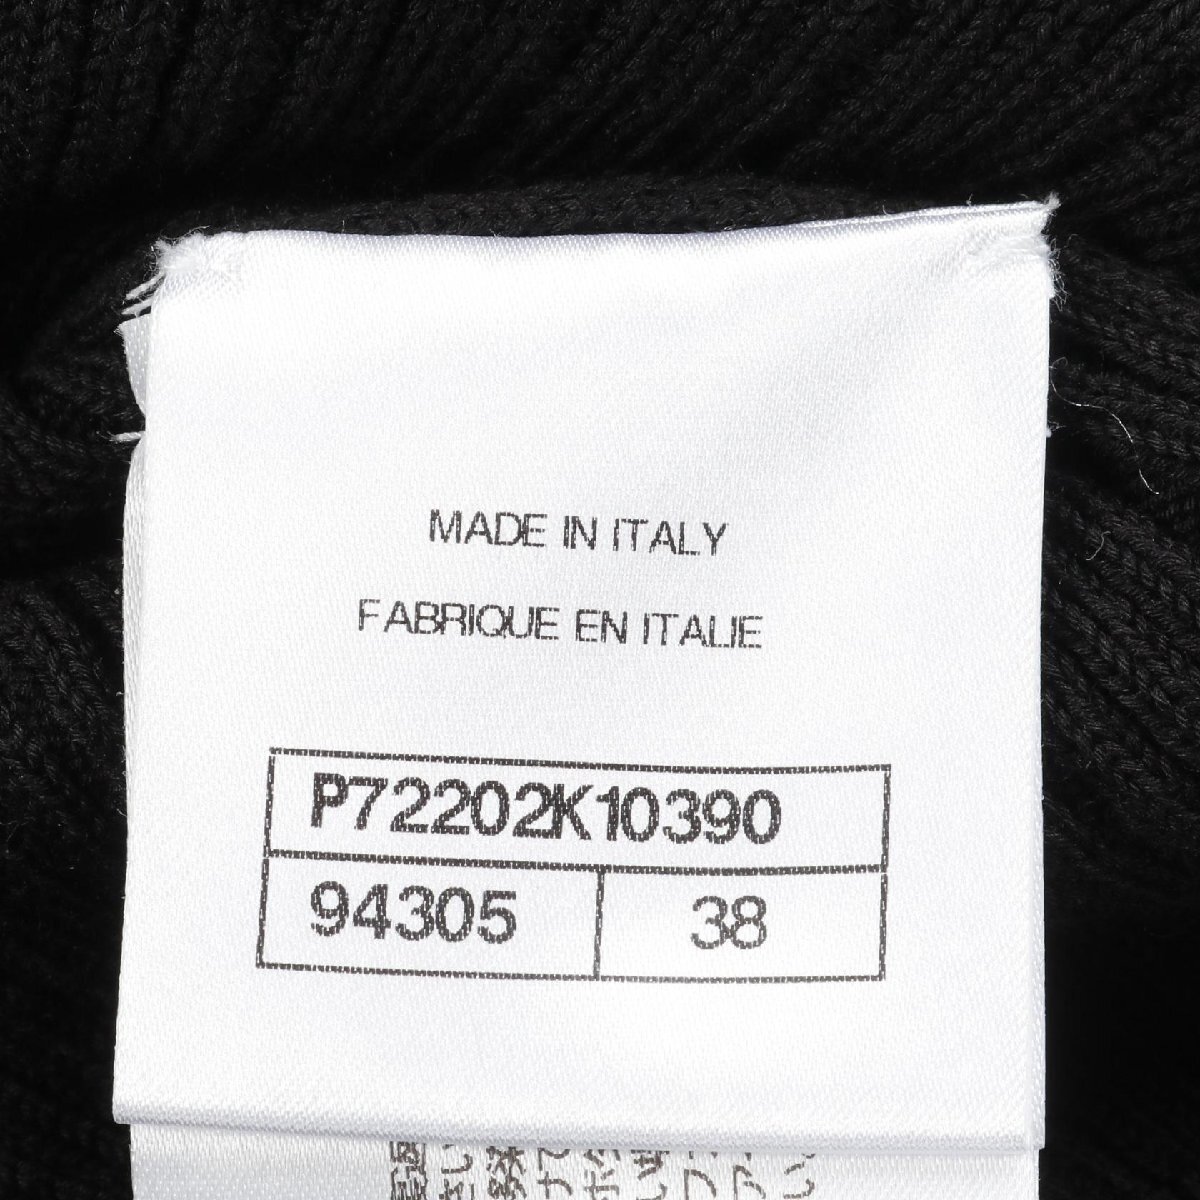 MADE IN ITALY
FABRIQUE EN ITALIE
P72202K10390
94305 38